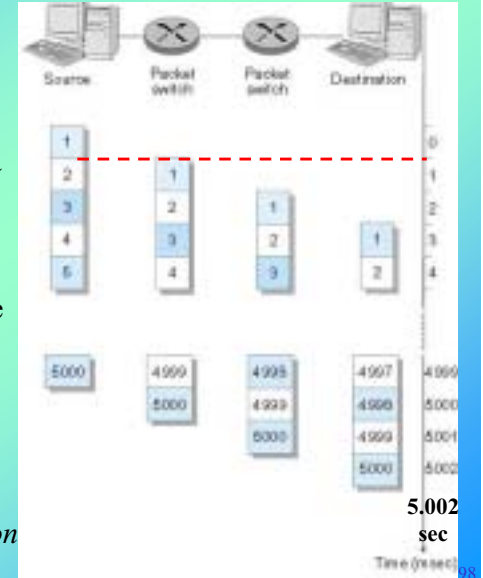 Source Packet switch Packet switch Destination
1 0
2 1 1
3 2 1 2
4 3 2 1 3
5 4 3 2 4
5000 4999 4998 4997 4999
5000 4999 4998 5000
5000 4999 5001
5000 5002
5.002
sec
Time (msec)
98
e
on